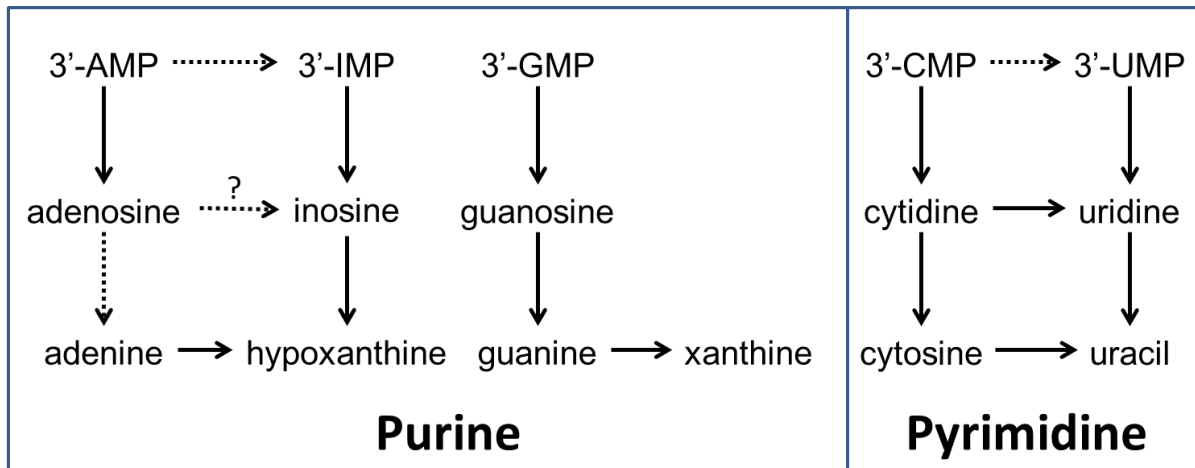 3’-AMP 3’-IMP 3’-GMP
?
adenosine inosine guanosine
adenine hypoxanthine guanine xanthine
Purine
3’-CMP 3’-UMP
cytidine uridine
cytosine uracil
Pyrimidine